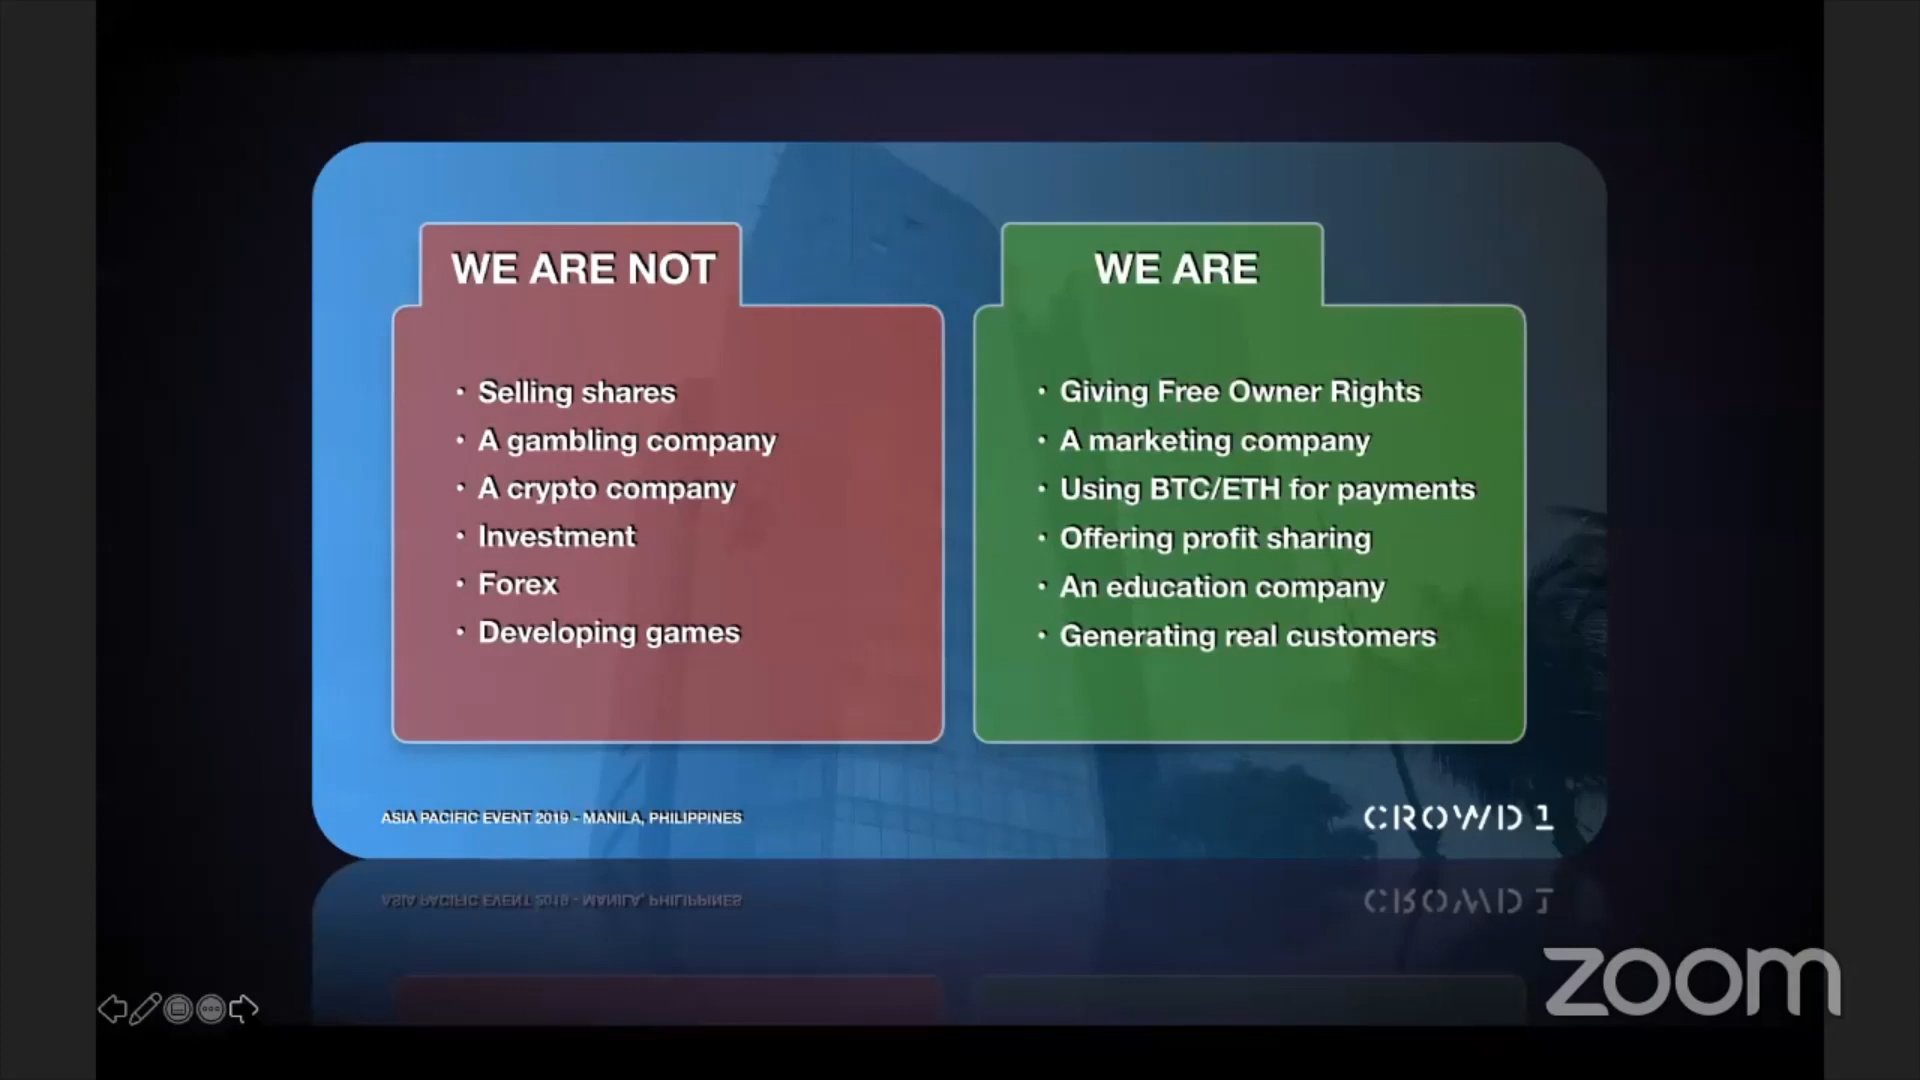 WE ARE NOT
• Selling shares
• A gambling company
• A crypto company
• Investment
• Forex
• Developing games
WE ARE
• Giving Free Owner Rights
• A marketing company
• Using BTC/ETH for payments
• Offering profit sharing
• An education company
• Generating real customers
ASIA PACIFIC EVENT 2019 - MANILA, PHILIPPINES
CROWD1
zoom